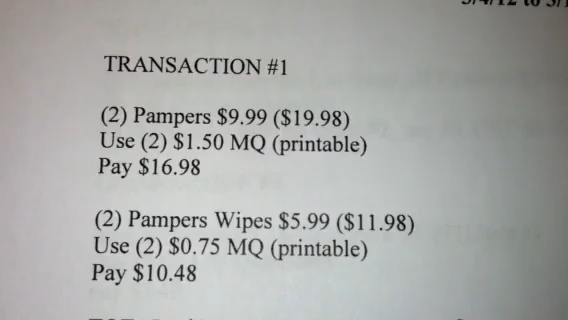 TRANSACTION #1
(2) Pampers $9.99 ($19.98)
Use (2) $1.50 MQ (printable)
Pay $16.98
(2) Pampers Wipes $5.99 ($11.98)
Use (2) $0.75 MQ (printable)
Pay $10.48